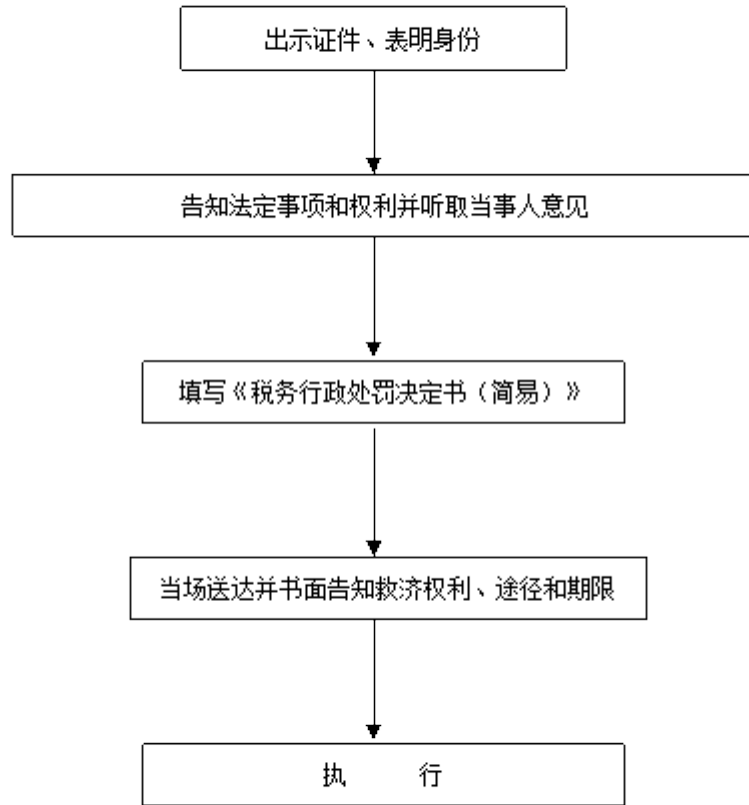 出示证件、表明身份
告知法定事项和权利并听取当事人意见
填写《税务行政处罚决定书（简易）》
当场送达并书面告知救济权利、途径和期限
执 行